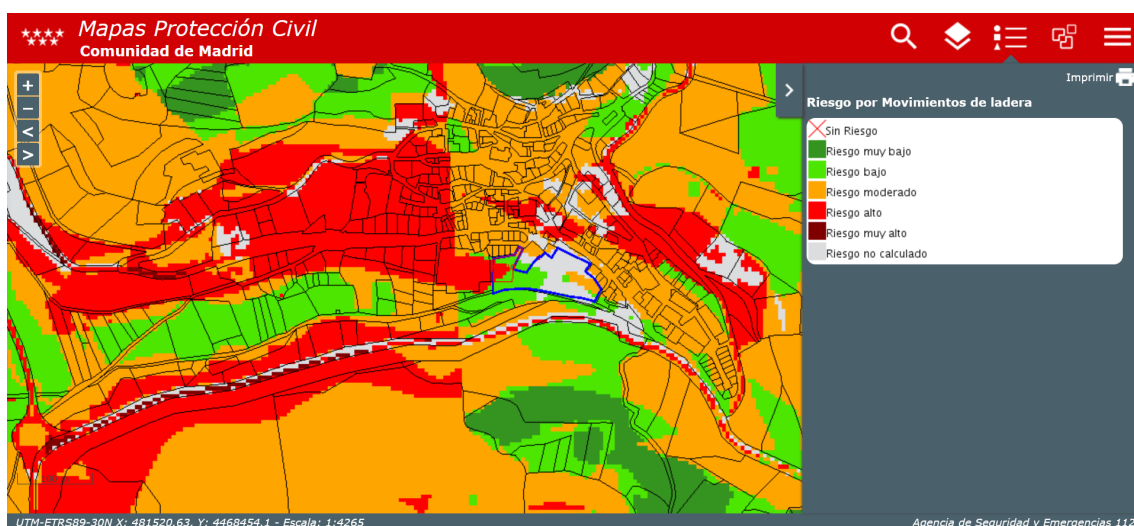 Mapas Protección Civil
Comunidad de Madrid
Imprimir
Riesgo por Movimientos de ladera
Sin Riesgo
Riesgo muy bajo
Riesgo bajo
Riesgo moderado
Riesgo alto
Riesgo muy alto
Riesgo no calculado
UTM-ETRS89-30N X: 481520.63, Y: 4468454.1 - Escala: 1:4265
Agencia de Seguridad y Emergencias 112